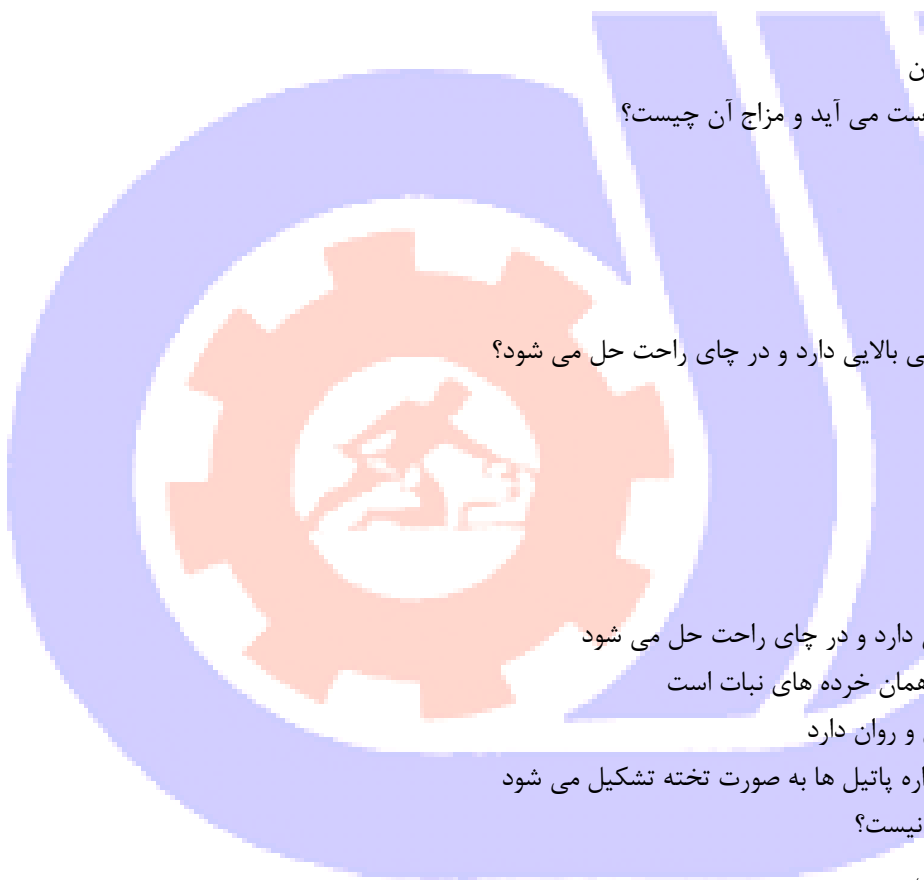 ن
ست می آید و مزاج آن چیست؟
ی بالایی دارد و در چای راحت حل می شود؟
دارد و در چای راحت حل می شود
همان خرده های نبات است
و روان دارد
اره پاتیل ها به صورت تخته تشکیل می شود
نیست؟